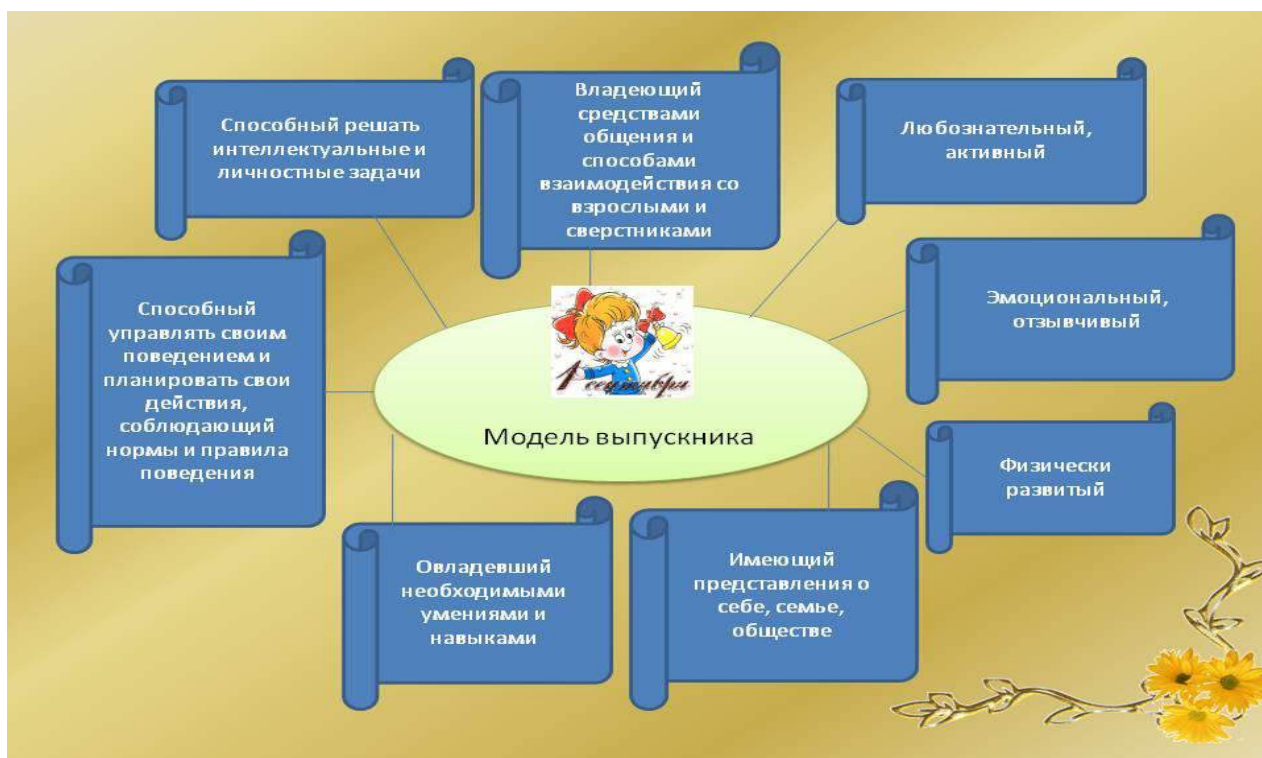 Способный решать
интеллектуальные и
личностные задачи
Владеющий
средствами
общения и
способами
взаимодействия со
взрослыми и
сверстниками
Любознательный,
активный
Эмоциональный,
отзывчивый
Способный
управлять своим
поведением и
планировать свои
действия,
соблюдающий
нормы и правила
поведения
1 сентября
Модель выпускника
Физически
развитый
Овладевший
необходимыми
умениями и
навыками
Имеющий
представления о
себе, семье,
обществе